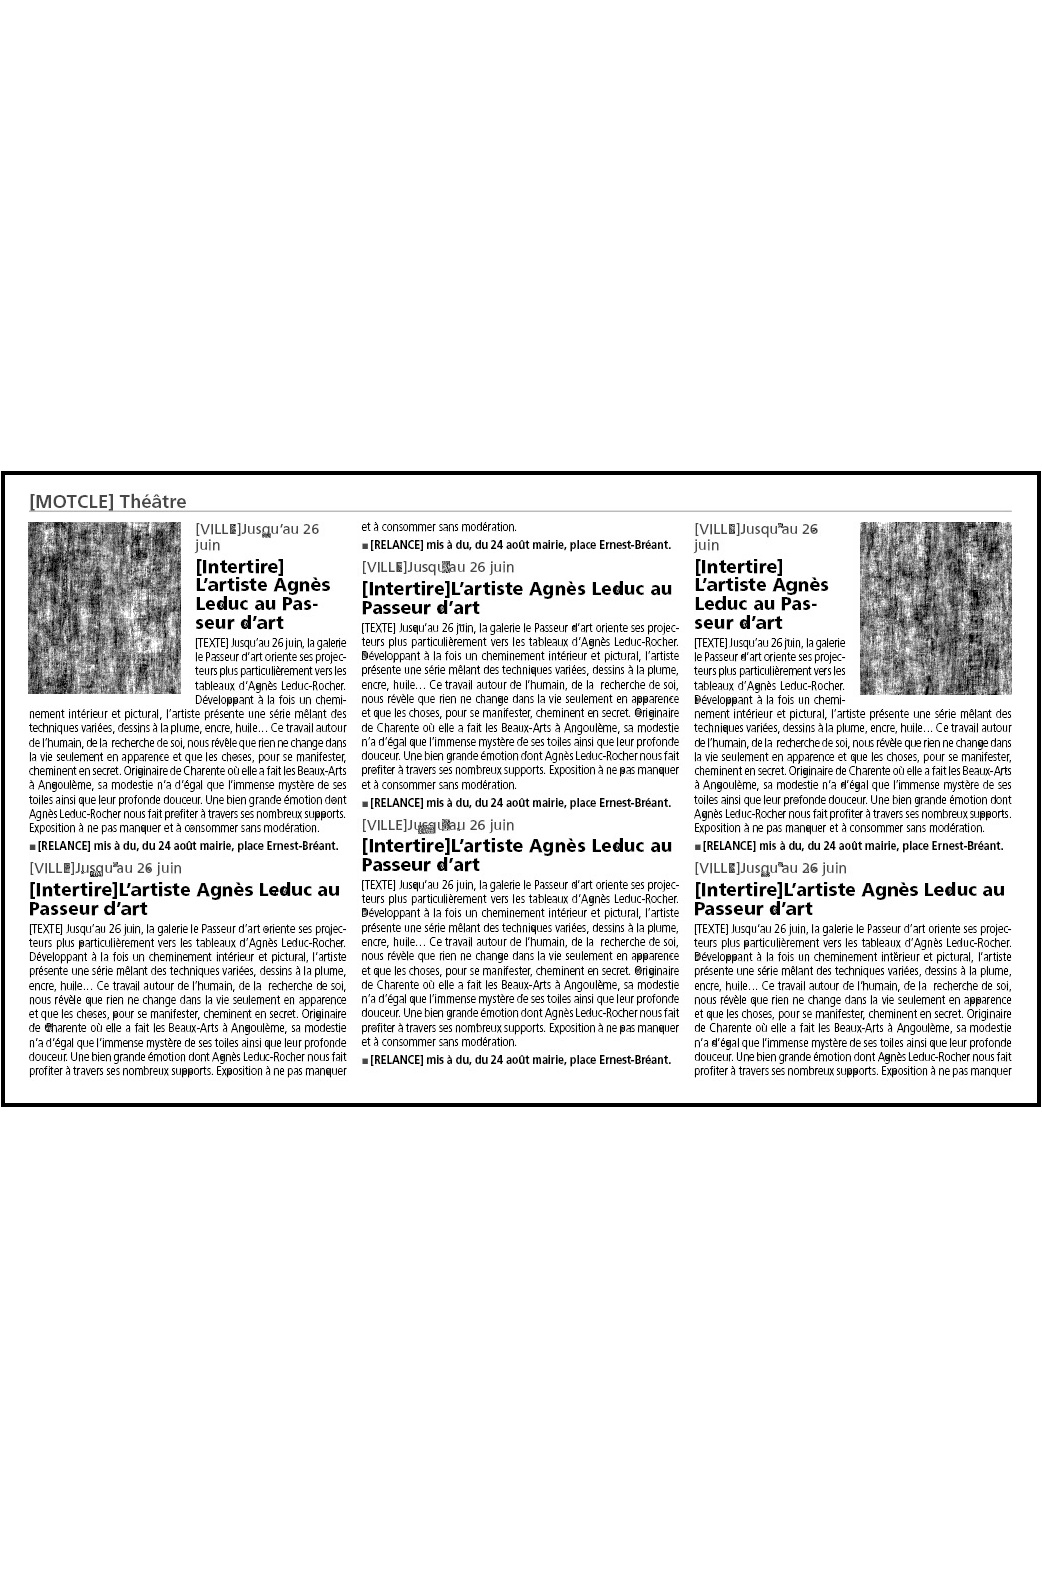 [MOTCLE] Théâtre
[VILLE]Jusqu’au 26
juin
[Intertire]
L’artiste Agnès
Leduc au Pas-
seur d’art
[TEXTE] Jusqu’au 26 juin, la galerie
le Passeur d’art oriente ses projec-
teurs plus particulièrement vers les
tableaux d’Agnès Leduc-Rocher.
Développant à la fois un chemi-
nement intérieur et pictural, l’artiste présente une série mêlant des
techniques variées, dessins à la plume, encre, huile… Ce travail autour
de l’humain, de la recherche de soi, nous révèle que rien ne change dans
la vie seulement en apparence et que les choses, pour se manifester,
cheminent en secret. Originaire de Charente où elle a fait les Beaux-Arts
à Angoulème, sa modestie n’a d’égal que l’immense mystère de ses
toiles ainsi que leur profonde douceur. Une bien grande émotion dont
Agnès Leduc-Rocher nous fait profiter à travers ses nombreux supports.
Exposition à ne pas manquer et à consommer sans modération.
■ [RELANCE] mis à du, du 24 août mairie, place Ernest-Bréant.
[VILLE]Jusqu’au 26 juin
[Intertire]L’artiste Agnès Leduc au
Passeur d’art
[TEXTE] Jusqu’au 26 juin, la galerie le Passeur d’art oriente ses projec-
teurs plus particulièrement vers les tableaux d’Agnès Leduc-Rocher.
Développant à la fois un cheminement intérieur et pictural, l’artiste
présente une série mêlant des techniques variées, dessins à la plume,
encre, huile… Ce travail autour de l’humain, de la recherche de soi,
nous révèle que rien ne change dans la vie seulement en apparence
et que les choses, pour se manifester, cheminent en secret. Originaire
de Charente où elle a fait les Beaux-Arts à Angoulème, sa modestie
n’a d’égal que l’immense mystère de ses toiles ainsi que leur profonde
douceur. Une bien grande émotion dont Agnès Leduc-Rocher nous fait
profiter à travers ses nombreux supports. Exposition à ne pas manquer
et à consommer sans modération.
■ [RELANCE] mis à du, du 24 août mairie, place Ernest-Bréant.
[VILLE]Jusqu’au 26 juin
[Intertire]L’artiste Agnès Leduc au
Passeur d’art
[TEXTE] Jusqu’au 26 juin, la galerie le Passeur d’art oriente ses projec-
teurs plus particulièrement vers les tableaux d’Agnès Leduc-Rocher.
Développant à la fois un cheminement intérieur et pictural, l’artiste
présente une série mêlant des techniques variées, dessins à la plume,
encre, huile… Ce travail autour de l’humain, de la recherche de soi,
nous révèle que rien ne change dans la vie seulement en apparence
et que les choses, pour se manifester, cheminent en secret. Originaire
de Charente où elle a fait les Beaux-Arts à Angoulème, sa modestie
n’a d’égal que l’immense mystère de ses toiles ainsi que leur profonde
douceur. Une bien grande émotion dont Agnès Leduc-Rocher nous fait
profiter à travers ses nombreux supports. Exposition à ne pas manquer
et à consommer sans modération.
■ [RELANCE] mis à du, du 24 août mairie, place Ernest-Bréant.
[VILLE]Jusqu’au 26 juin
[Intertire]L’artiste Agnès Leduc au
Passeur d’art
[TEXTE] Jusqu’au 26 juin, la galerie le Passeur d’art oriente ses projec-
teurs plus particulièrement vers les tableaux d’Agnès Leduc-Rocher.
Développant à la fois un cheminement intérieur et pictural, l’artiste
présente une série mêlant des techniques variées, dessins à la plume,
encre, huile… Ce travail autour de l’humain, de la recherche de soi,
nous révèle que rien ne change dans la vie seulement en apparence
et que les choses, pour se manifester, cheminent en secret. Originaire
de Charente où elle a fait les Beaux-Arts à Angoulème, sa modestie
n’a d’égal que l’immense mystère de ses toiles ainsi que leur profonde
douceur. Une bien grande émotion dont Agnès Leduc-Rocher nous fait
profiter à travers ses nombreux supports. Exposition à ne pas manquer
et à consommer sans modération.
■ [RELANCE] mis à du, du 24 août mairie, place Ernest-Bréant.
[VILLE]Jusqu’au 26
juin
[Intertire]
L’artiste Agnès
Leduc au Pas-
seur d’art
[TEXTE] Jusqu’au 26 juin, la galerie
le Passeur d’art oriente ses projec-
teurs plus particulièrement vers les
tableaux d’Agnès Leduc-Rocher.
Développant à la fois un chemi-
nement intérieur et pictural, l’artiste présente une série mêlant des
techniques variées, dessins à la plume, encre, huile… Ce travail autour
de l’humain, de la recherche de soi, nous révèle que rien ne change dans
la vie seulement en apparence et que les choses, pour se manifester,
cheminent en secret. Originaire de Charente où elle a fait les Beaux-Arts
à Angoulème, sa modestie n’a d’égal que l’immense mystère de ses
toiles ainsi que leur profonde douceur. Une bien grande émotion dont
Agnès Leduc-Rocher nous fait profiter à travers ses nombreux supports.
Exposition à ne pas manquer et à consommer sans modération.
■ [RELANCE] mis à du, du 24 août mairie, place Ernest-Bréant.
[VILLE]Jusqu’au 26 juin
[Intertire]L’artiste Agnès Leduc au
Passeur d’art
[TEXTE] Jusqu’au 26 juin, la galerie le Passeur d’art oriente ses projec-
teurs plus particulièrement vers les tableaux d’Agnès Leduc-Rocher.
Développant à la fois un cheminement intérieur et pictural, l’artiste
présente une série mêlant des techniques variées, dessins à la plume,
encre, huile… Ce travail autour de l’humain, de la recherche de soi,
nous révèle que rien ne change dans la vie seulement en apparence
et que les choses, pour se manifester, cheminent en secret. Originaire
de Charente où elle a fait les Beaux-Arts à Angoulème, sa modestie
n’a d’égal que l’immense mystère de ses toiles ainsi que leur profonde
douceur. Une bien grande émotion dont Agnès Leduc-Rocher nous fait
profiter à travers ses nombreux supports. Exposition à ne pas manquer